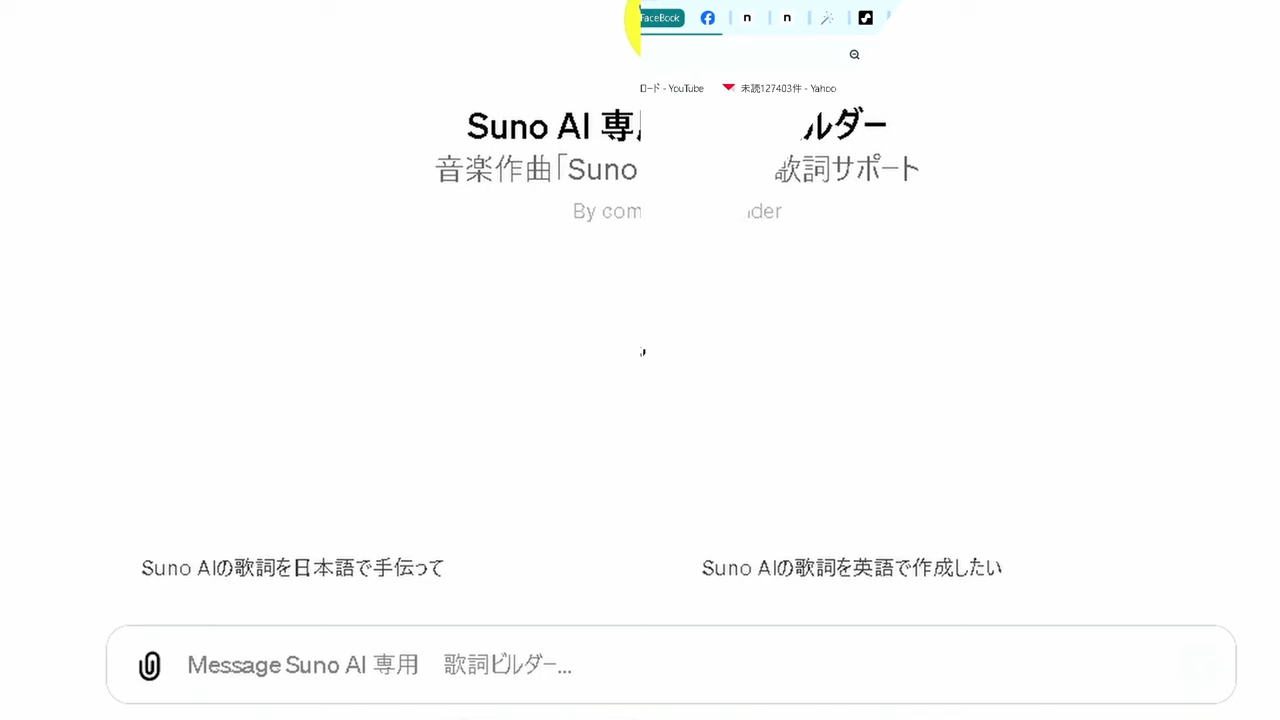 FaceBook
ロード - YouTube 未読127403件 - Yahoo
Suno AI 専 ルダー
音楽作曲「Suno 歌詞サポート
By com der
Suno AIの歌詞を日本語で手伝って
Suno AIの歌詞を英語で作成したい
Message Suno AI 専用 歌詞ビルダー...